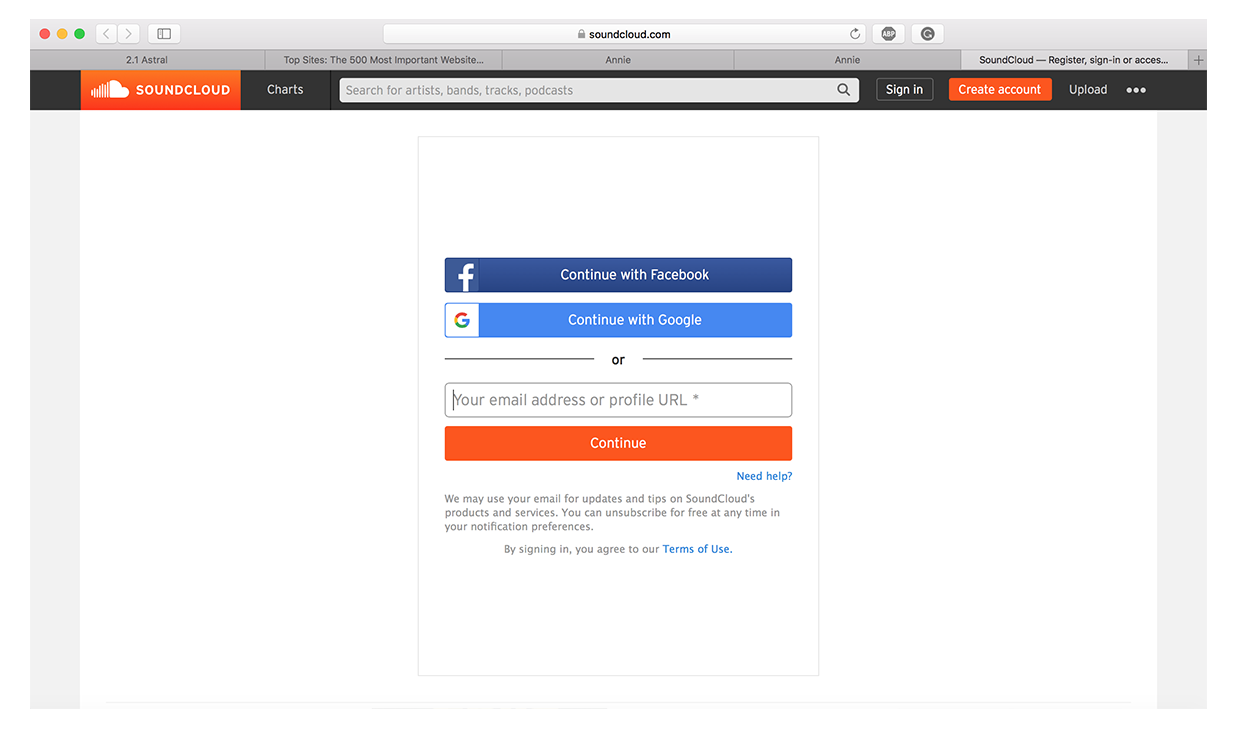 soundcloud.com
ABP
2.1 Astral
Top Sites: The 500 Most Important Website...
Annie
Annie
SoundCloud — Register, sign-in or acces...
SOUNDCLOUD
Charts
Search for artists, bands, tracks, podcasts
Sign in
Create account
Upload
Continue with Facebook
Continue with Google
or
Your email address or profile URL *
Continue
Need help?
We may use your email for updates and tips on SoundCloud's
products and services. You can unsubscribe for free at any time in
your notification preferences.
By signing in, you agree to our Terms of Use.